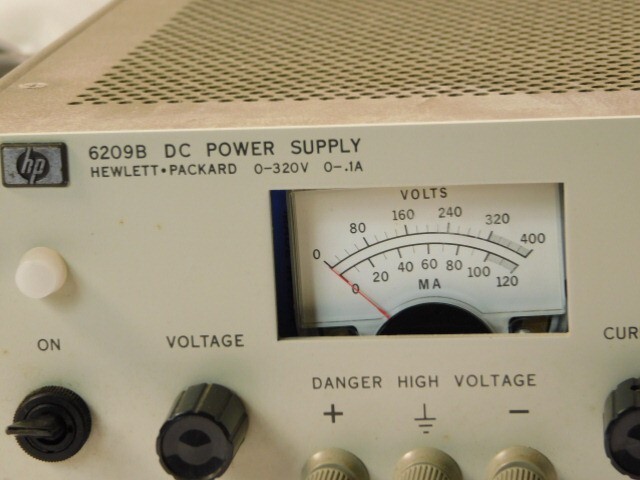 hp
6209B DC POWER SUPPLY
HEWLETT•PACKARD 0-320V 0-.1A
VOLTS
0 80 160 240 320 400
0 20 40 60 80 100 120
MA
ON
VOLTAGE
DANGER HIGH VOLTAGE
+ ⏚ −